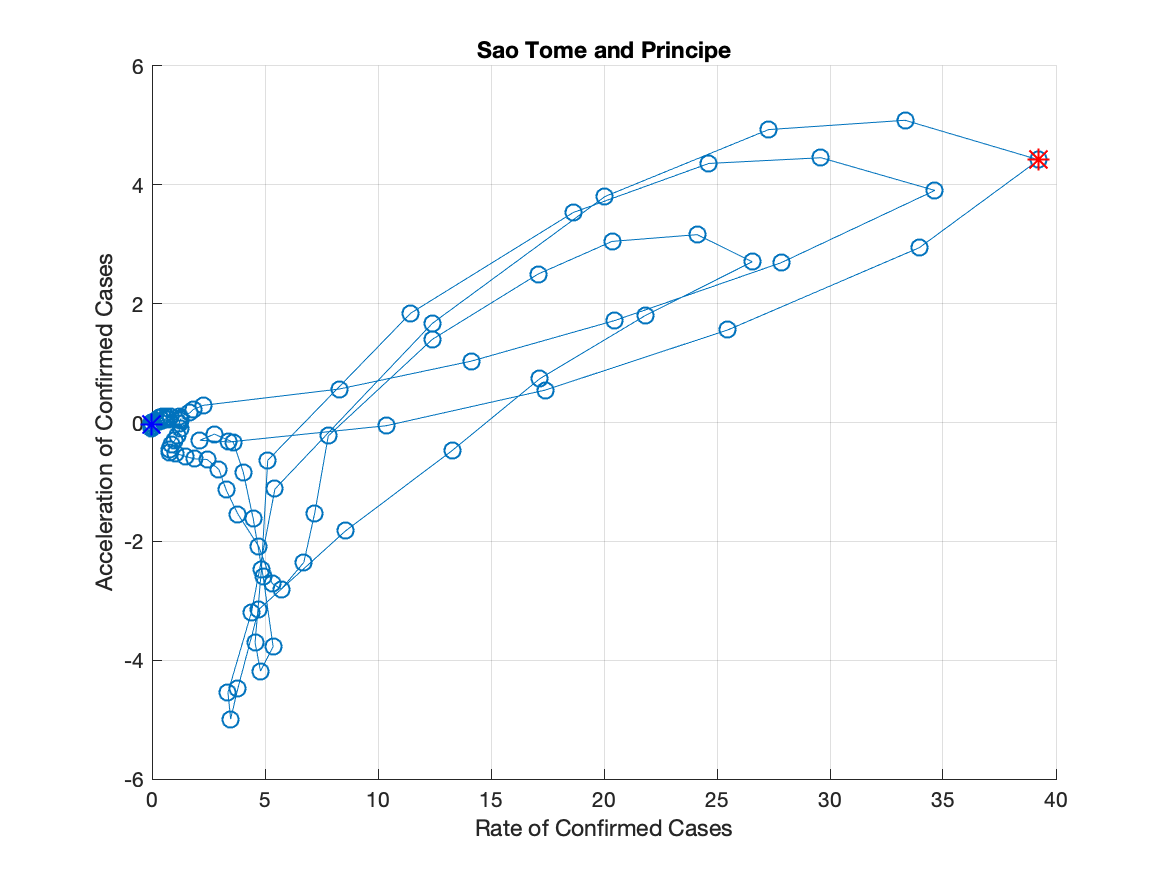 Sao Tome and Principe
6
4
2
0
-2
-4
-6
Acceleration of Confirmed Cases
0 5 10 15 20 25 30 35 40
Rate of Confirmed Cases